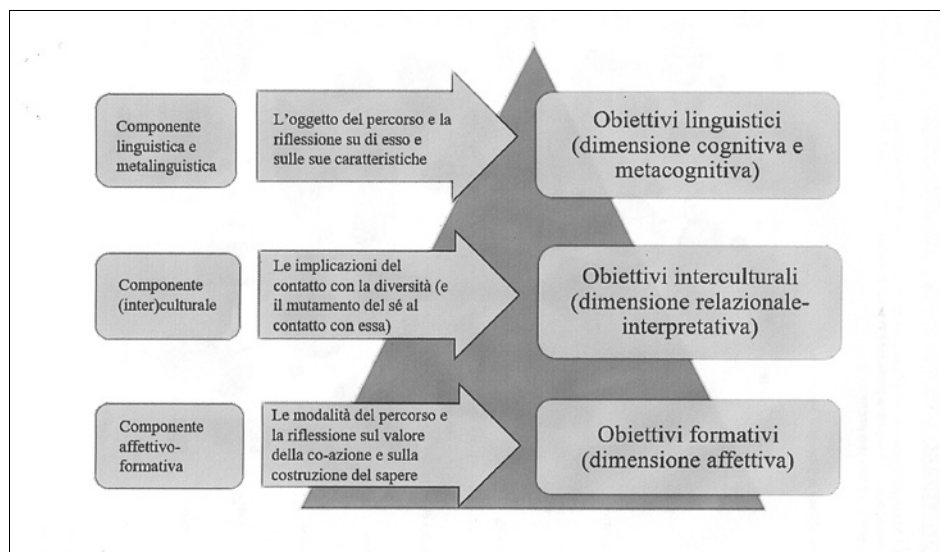 Componente
linguistica e
metalinguistica
L'oggetto del percorso e la
riflessione su di esso e
sulle sue caratteristiche
Obiettivi linguistici
(dimensione cognitiva e
metacognitiva)
Componente
(inter)culturale
Le implicazioni del
contatto con la diversità (e
il mutamento del sé al
contatto con essa)
Obiettivi interculturali
(dimensione relazionale-
interpretativa)
Componente
affettivo-
formativa
Le modalità del percorso e
la riflessione sul valore
della co-azione e sulla
costruzione del sapere
Obiettivi formativi
(dimensione affettiva)